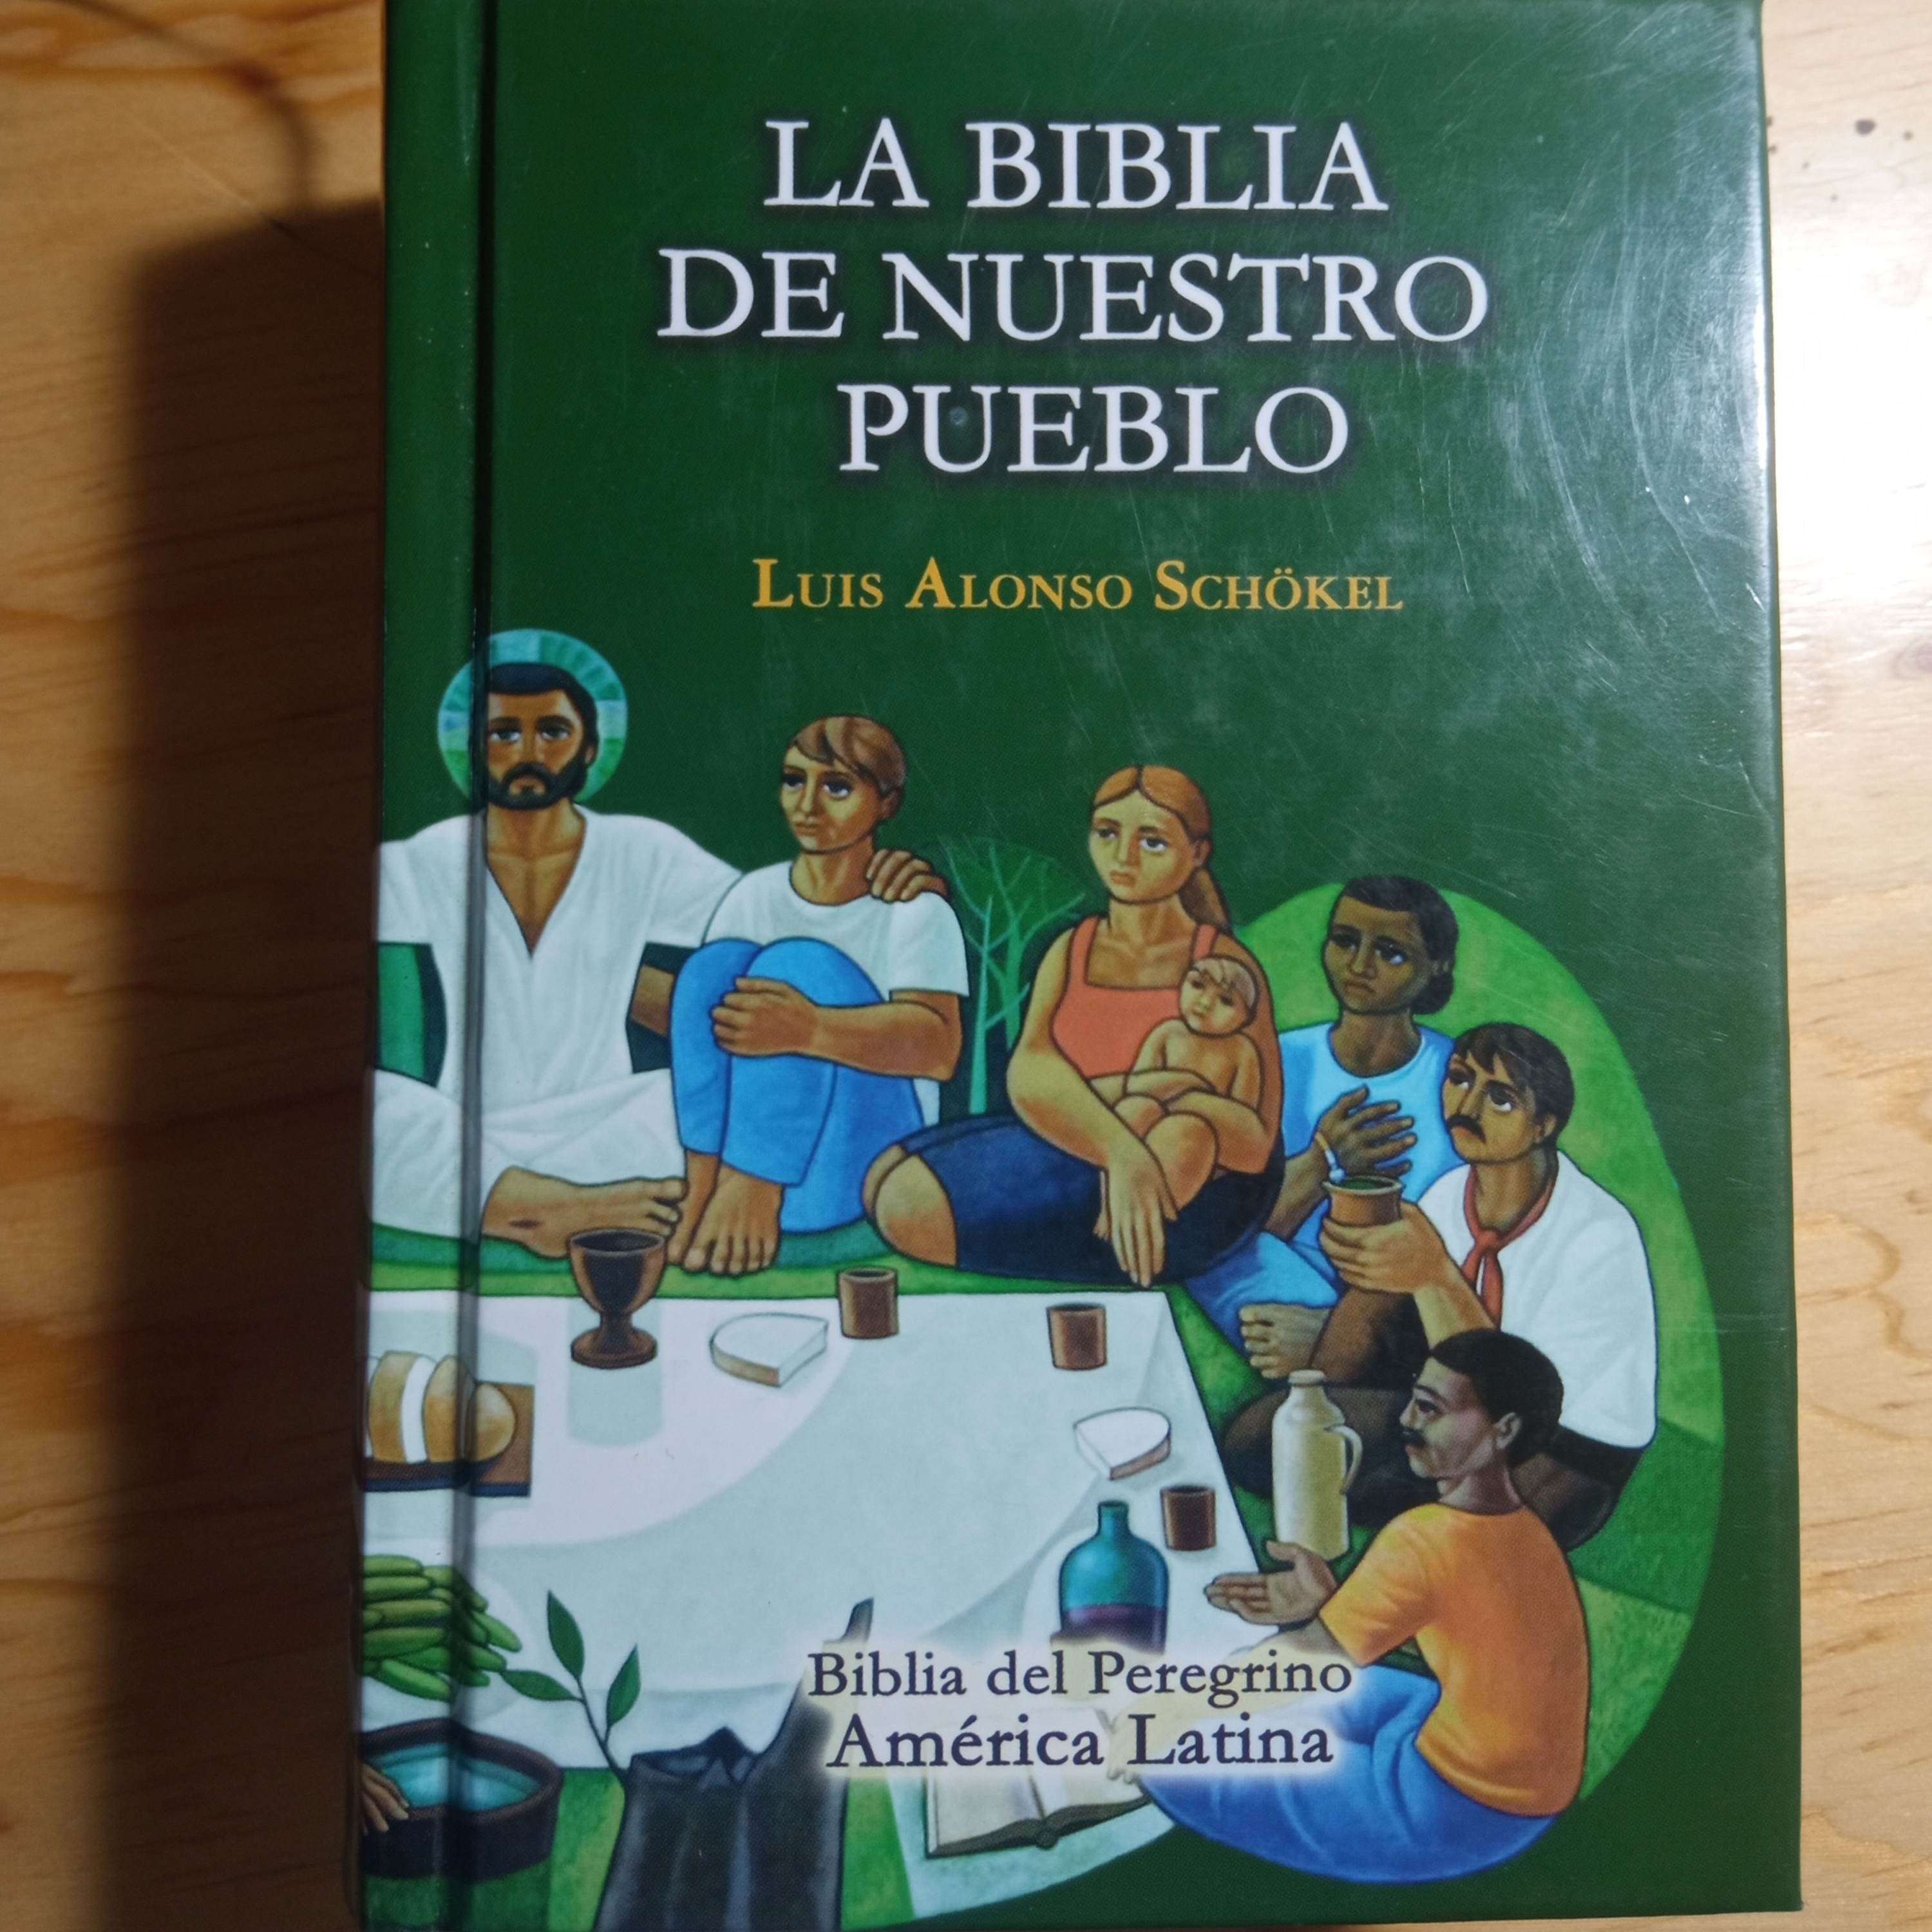 LA BIBLIA
DE NUESTRO
PUEBLO
LUIS ALONSO SCHÖKEL
Biblia del Peregrino
América Latina